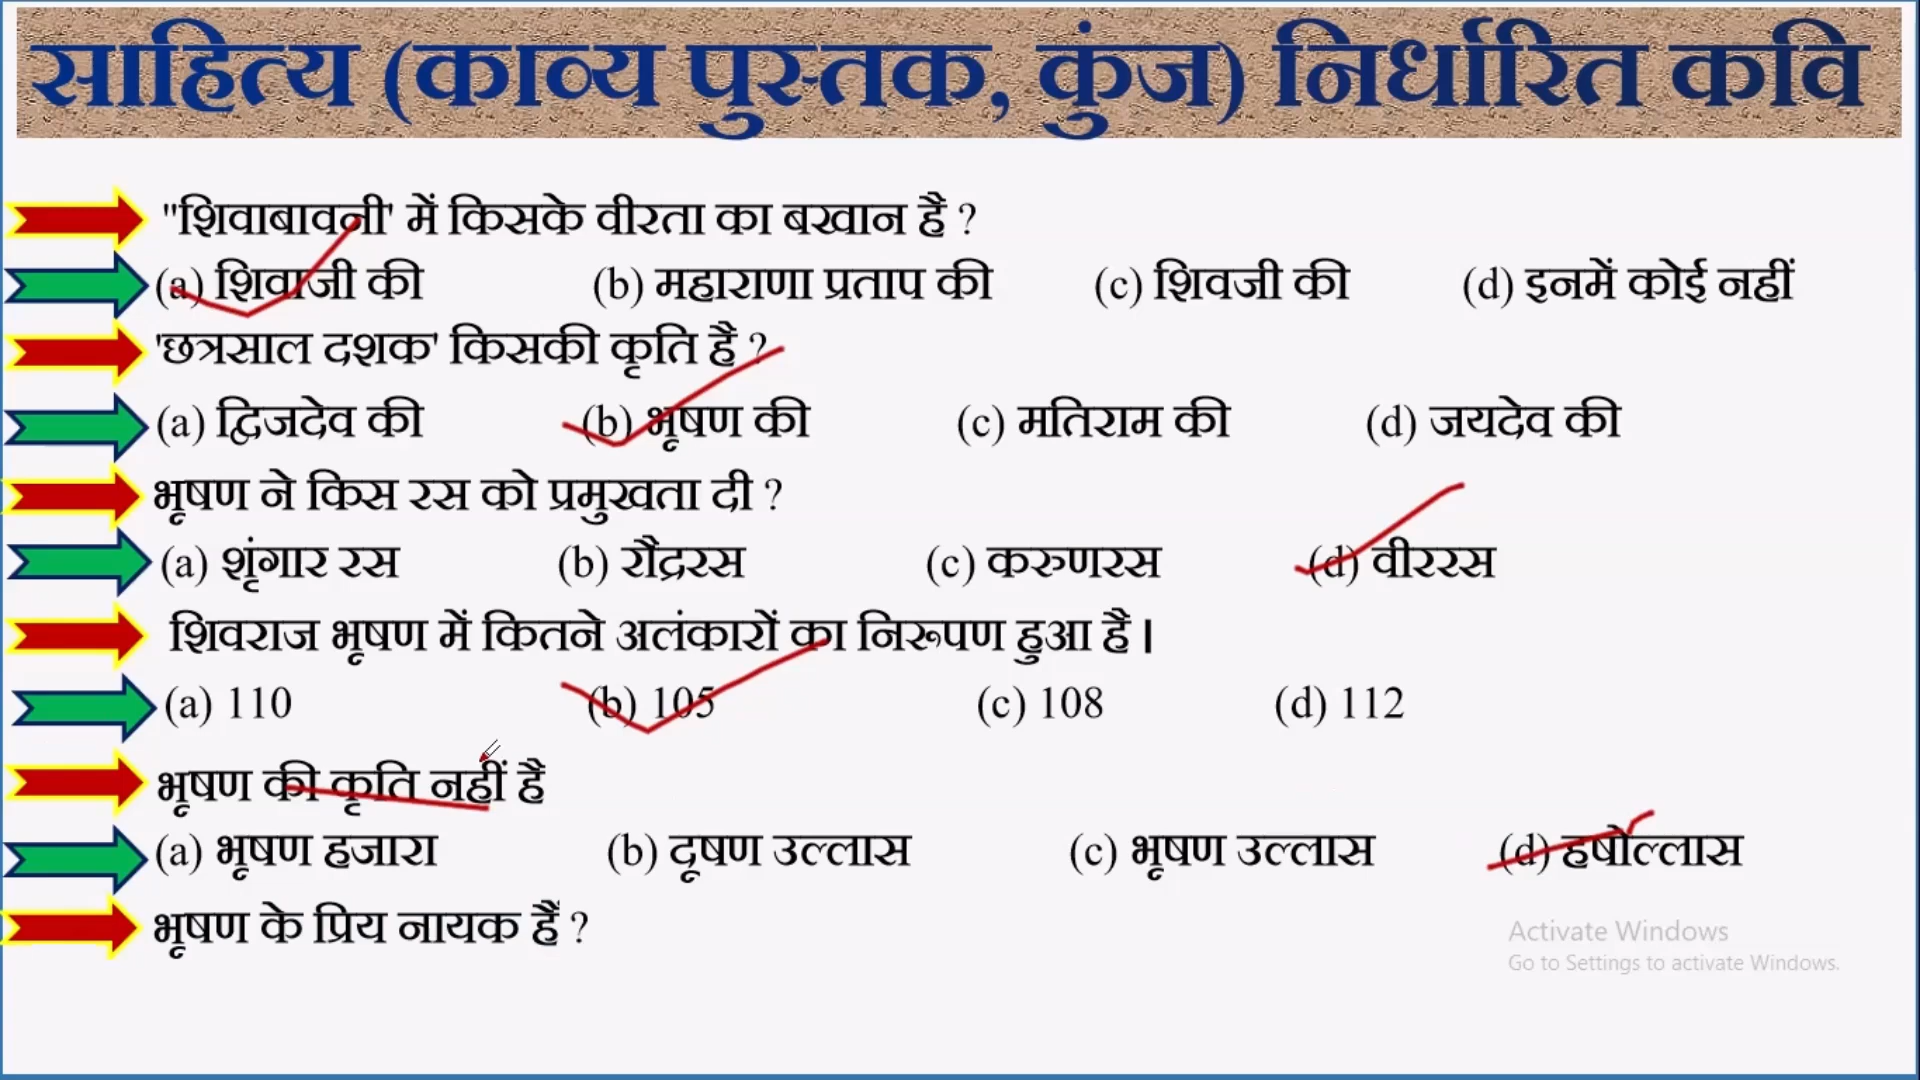 साहित्य (काव्य पुस्तक, कुंज) निर्धारित कवि
"शिवाबावनी' में किसके वीरता का बखान है ?
(a) शिवाजी की (b) महाराणा प्रताप की (c) शिवजी की (d) इनमें कोई नहीं
'छत्रसाल दशक' किसकी कृति है ?
(a) द्विजदेव की (b) भूषण की (c) मतिराम की (d) जयदेव की
भूषण ने किस रस को प्रमुखता दी ?
(a) शृंगार रस (b) रौद्ररस (c) करुणरस (d) वीररस
शिवराज भूषण में कितने अलंकारों का निरूपण हुआ है।
(a) 110 (b) 105 (c) 108 (d) 112
भूषण की कृति नहीं है
(a) भूषण हजारा (b) दूषण उल्लास (c) भूषण उल्लास (d) हर्षोल्लास
भूषण के प्रिय नायक हैं ?
Activate Windows
Go to Settings to activate Windows.